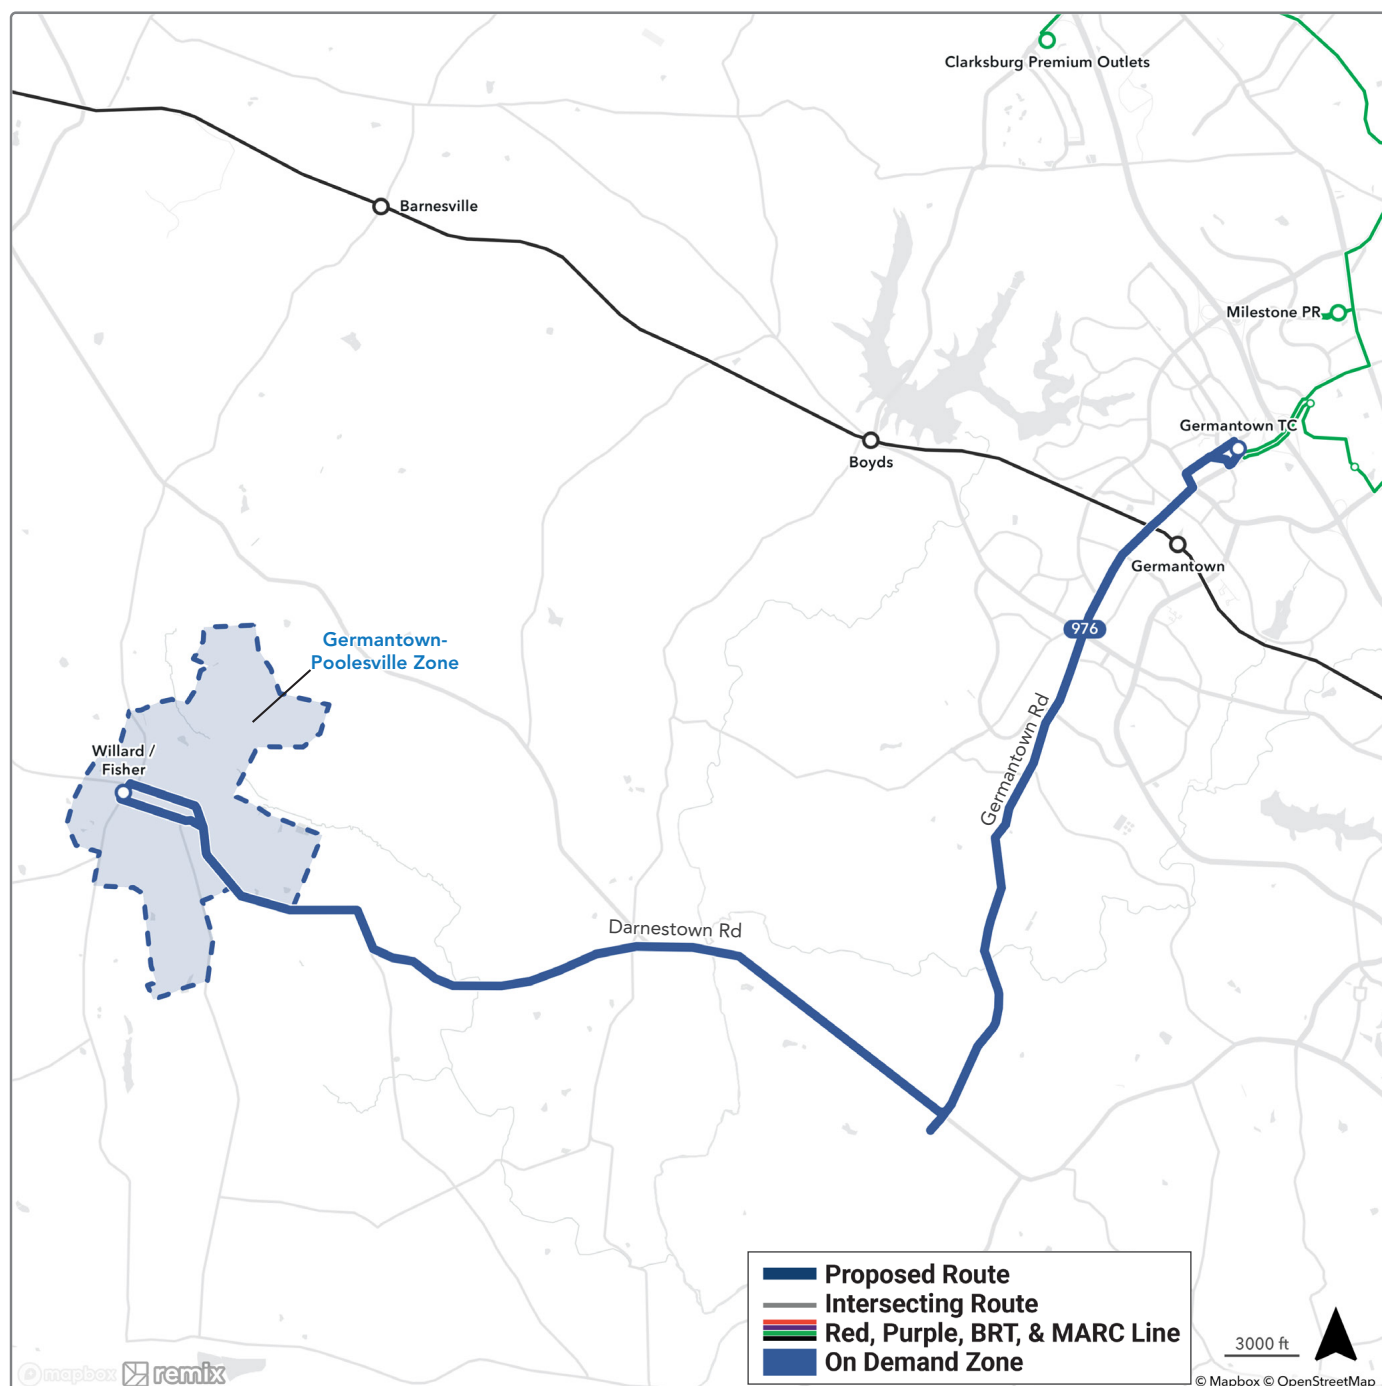 Clarksburg Premium Outlets
Barnesville
Milestone PR
Germantown TC
Boyds
Germantown
976
Germantown-
Poolesville Zone
Germantown Rd
Willard /
Fisher
Darnestown Rd
Proposed Route
Intersecting Route
Red, Purple, BRT, & MARC Line
On Demand Zone
3000 ft
mapbox
remix
© Mapbox © OpenStreetMap